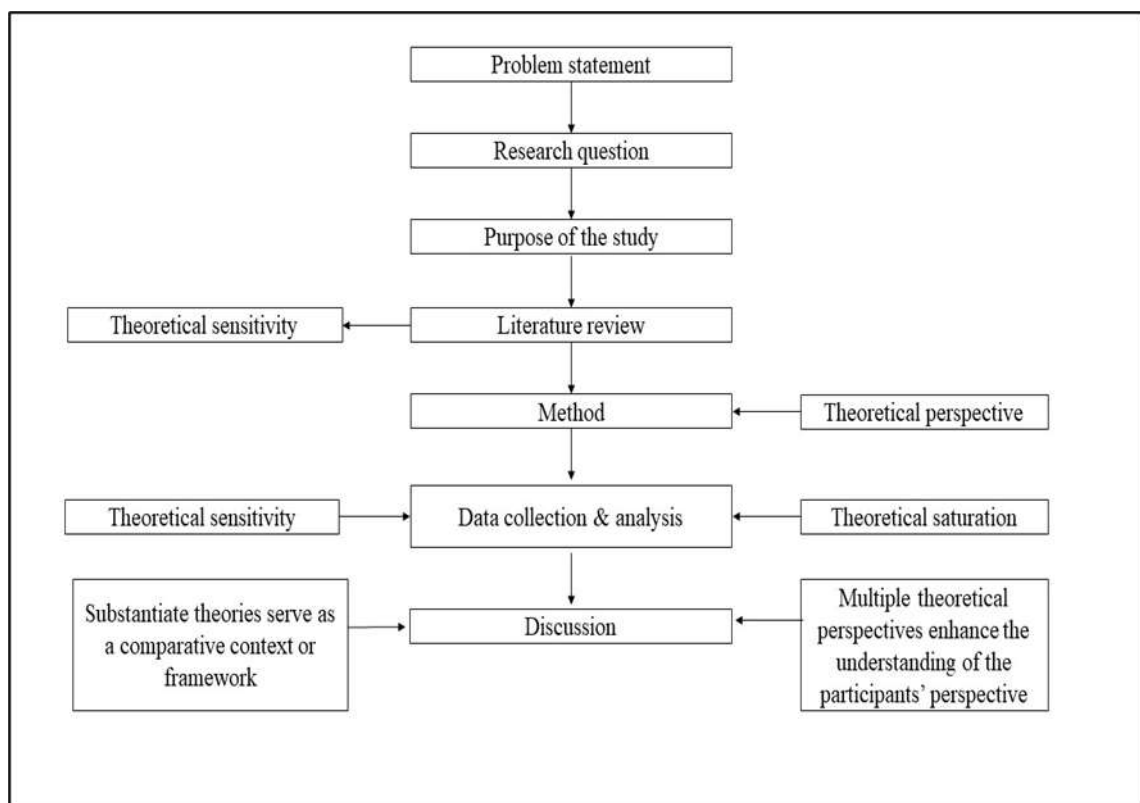 Problem statement
Research question
Purpose of the study
Theoretical sensitivity
Literature review
Method
Theoretical perspective
Theoretical sensitivity
Data collection & analysis
Theoretical saturation
Substantiate theories serve as
a comparative context or
framework
Discussion
Multiple theoretical
perspectives enhance the
understanding of the
participants’ perspective